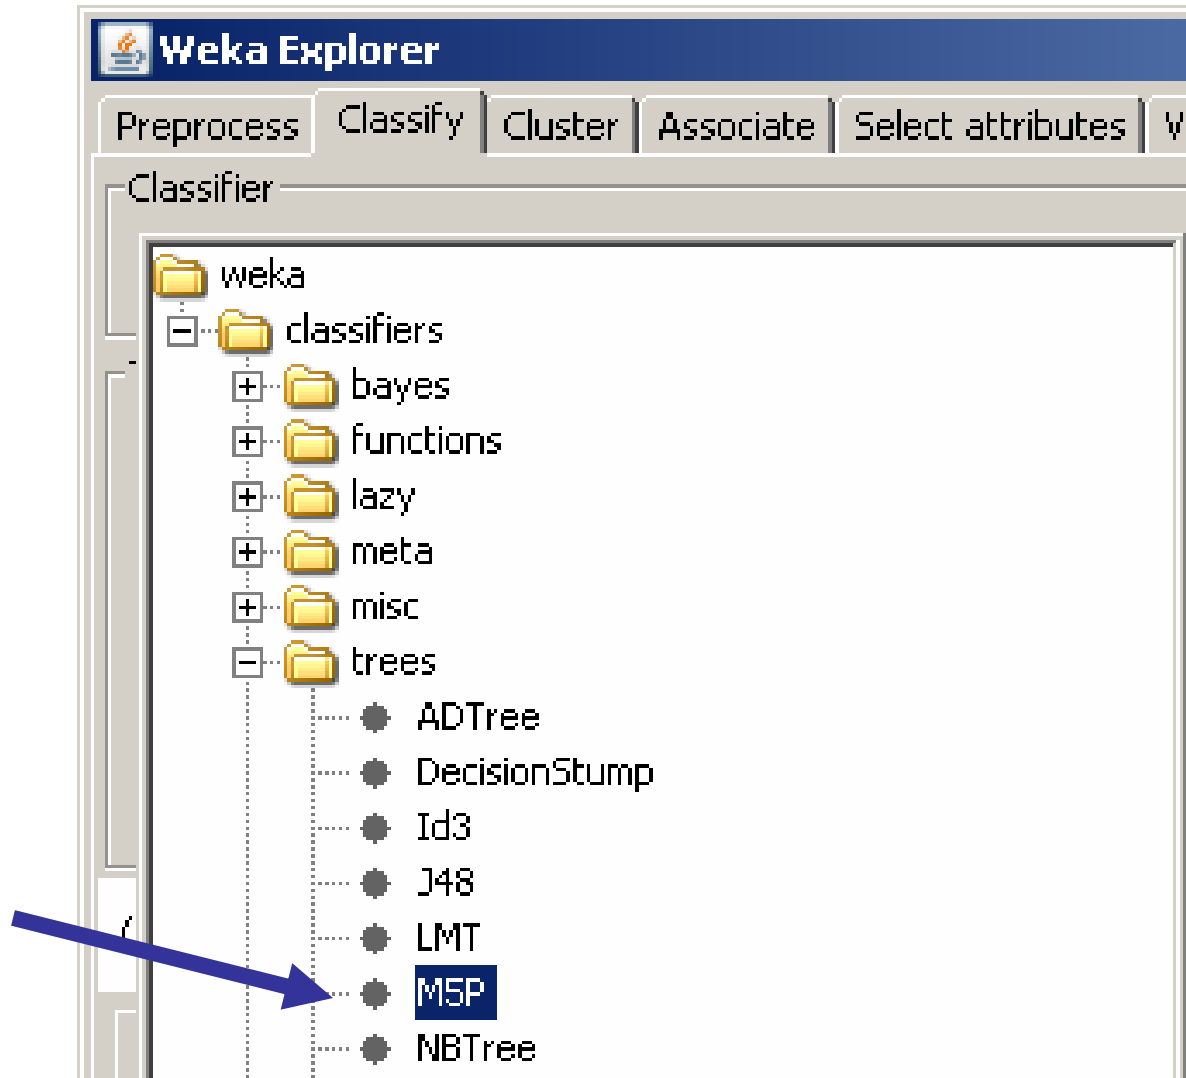 Weka Explorer
Preprocess Classify Cluster Associate Select attributes
Classifier
weka
classifiers
bayes
functions
lazy
meta
misc
trees
ADTree
DecisionStump
Id3
J48
LMT
M5P
NBTree